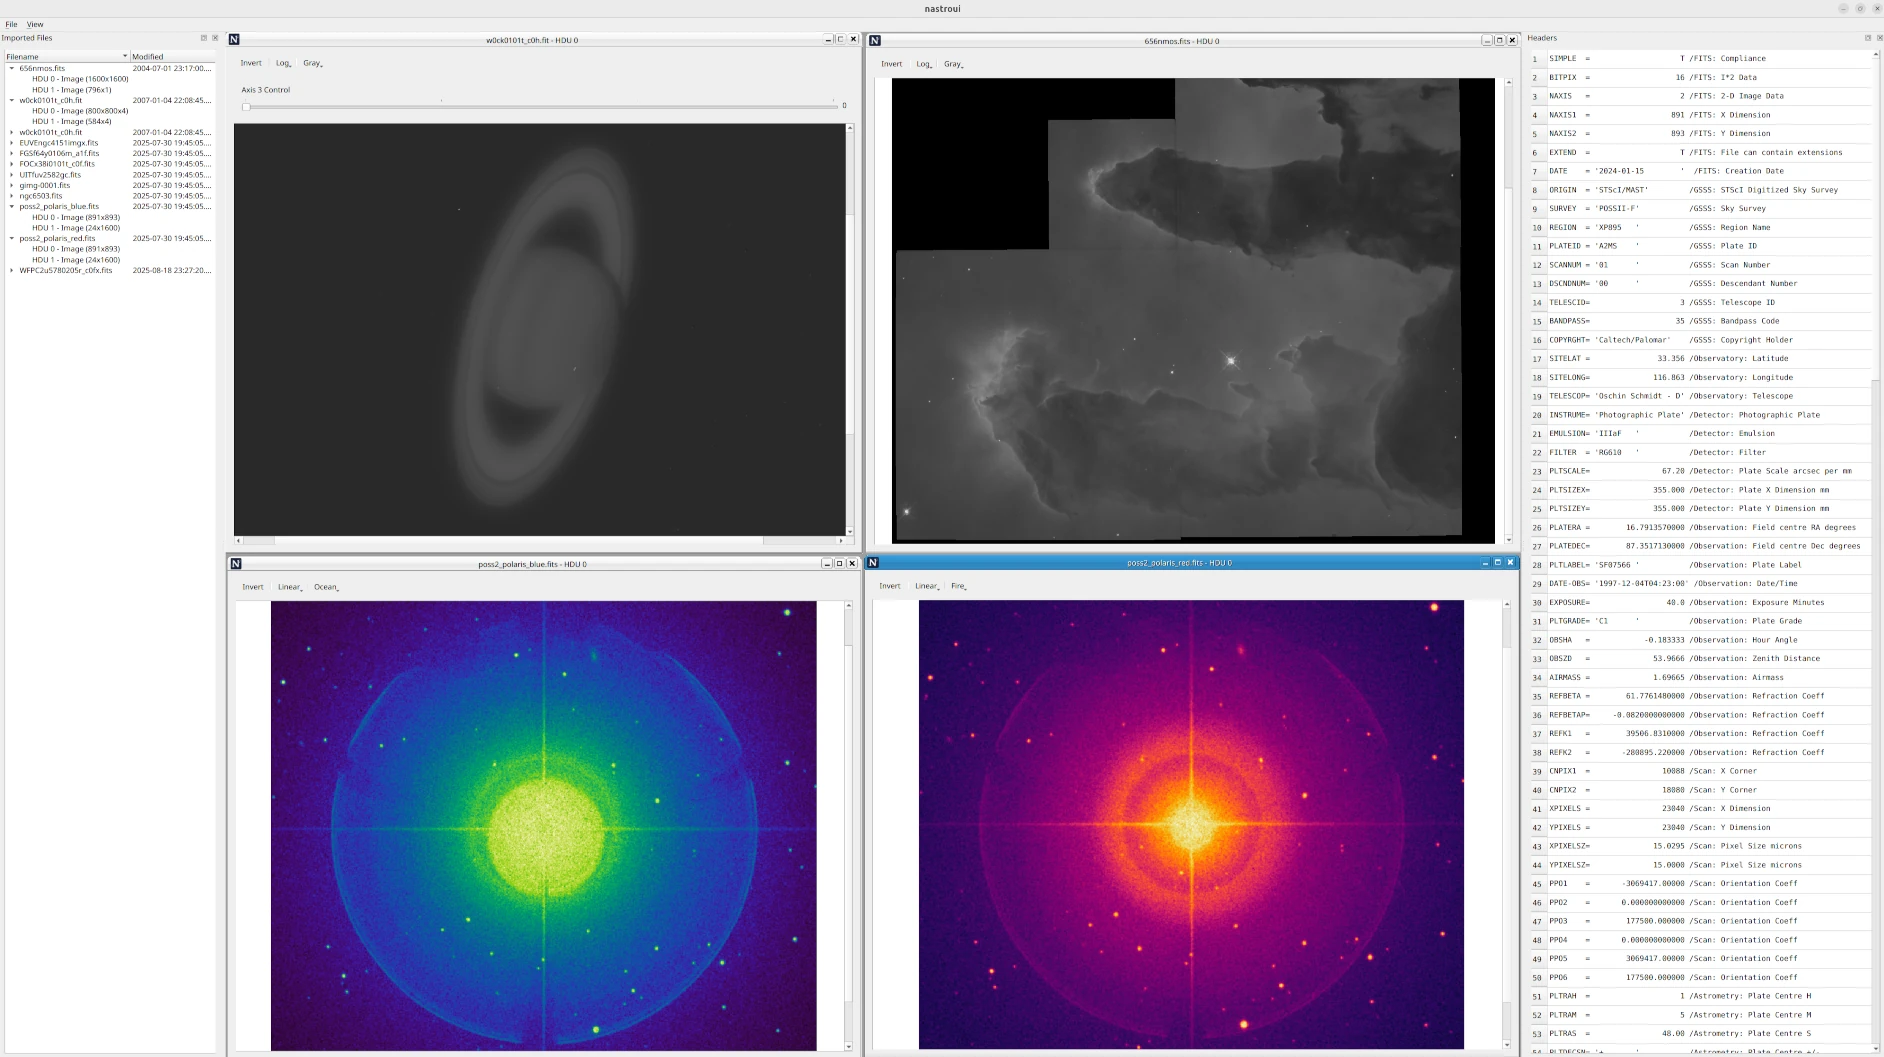 nastroui
File View
Imported Files
Filename Modified
656nmos.fits 2004-07-01 23:17:00....
HDU 0 - Image (1600x1600)
HDU 1 - Image (796x1)
w0ck0101t_c0h.fit 2007-01-04 22:08:45....
HDU 0 - Image (800x800x4)
HDU 1 - Image (584x4)
w0ck0101t_c0h.fit 2007-01-04 22:08:45....
EUVEngc4151imgx.fits 2025-07-30 19:45:05....
FGSf64y0106m_a1f.fits 2025-07-30 19:45:05....
FOCx38i0101t_c0f.fits 2025-07-30 19:45:05....
UITfuv2582gc.fits 2025-07-30 19:45:05....
gimg-0001.fits 2025-07-30 19:45:05....
ngc6503.fits 2025-07-30 19:45:05....
poss2_polaris_blue.fits 2025-07-30 19:45:05....
HDU 0 - Image (891x893)
HDU 1 - Image (24x1600)
poss2_polaris_red.fits 2025-07-30 19:45:05....
HDU 0 - Image (891x893)
HDU 1 - Image (24x1600)
WFPC2u5780205r_c0fx.fits 2025-08-18 23:27:20....
N w0ck0101t_c0h.fit - HDU 0
Invert Log Gray
Axis 3 Control
0
N 656nmos.fits - HDU 0
Invert Log Gray
N poss2_polaris_blue.fits - HDU 0
Invert Linear Ocean
N poss2_polaris_red.fits - HDU 0
Invert Linear Fire
Headers
1 SIMPLE = T /FITS: Compliance
2 BITPIX = 16 /FITS: I*2 Data
3 NAXIS = 2 /FITS: 2-D Image Data
4 NAXIS1 = 891 /FITS: X Dimension
5 NAXIS2 = 893 /FITS: Y Dimension
6 EXTEND = T /FITS: File can contain extensions
7 DATE = '2024-01-15 ' /FITS: Creation Date
8 ORIGIN = 'STScI/MAST' /GSSS: STScI Digitized Sky Survey
9 SURVEY = 'POSSII-F' /GSSS: Sky Survey
10 REGION = 'XP895 ' /GSSS: Region Name
11 PLATEID = 'A2MS ' /GSSS: Plate ID
12 SCANNUM = '01 ' /GSSS: Scan Number
13 DSCNDNUM= '00 ' /GSSS: Descendant Number
14 TELESCID= 3 /GSSS: Telescope ID
15 BANDPASS= 35 /GSSS: Bandpass Code
16 COPYRGHT= 'Caltech/Palomar' /GSSS: Copyright Holder
17 SITELAT = 33.356 /Observatory: Latitude
18 SITELONG= 116.863 /Observatory: Longitude
19 TELESCOP= 'Oschin Schmidt - D' /Observatory: Telescope
20 INSTRUME= 'Photographic Plate' /Detector: Photographic Plate
21 EMULSION= 'IIIaF ' /Detector: Emulsion
22 FILTER = 'RG610 ' /Detector: Filter
23 PLTSCALE= 67.20 /Detector: Plate Scale arcsec per mm
24 PLTSIZEX= 355.000 /Detector: Plate X Dimension mm
25 PLTSIZEY= 355.000 /Detector: Plate Y Dimension mm
26 PLATERA = 16.7913570000 /Observation: Field centre RA degrees
27 PLATEDEC= 87.3517130000 /Observation: Field centre Dec degrees
28 PLTLABEL= 'SF07566 ' /Observation: Plate Label
29 DATE-OBS= '1997-12-04T04:23:00' /Observation: Date/Time
30 EXPOSURE= 40.0 /Observation: Exposure Minutes
31 PLTGRADE= 'C1 ' /Observation: Plate Grade
32 OBSHA = -0.183333 /Observation: Hour Angle
33 OBSZD = 53.9666 /Observation: Zenith Distance
34 AIRMASS = 1.69665 /Observation: Airmass
35 REFBETA = 61.7761480000 /Observation: Refraction Coeff
36 REFBETAP= -0.0820000000000 /Observation: Refraction Coeff
37 REFK1 = 39506.8310000 /Observation: Refraction Coeff
38 REFK2 = -280895.220000 /Observation: Refraction Coeff
39 CNPIX1 = 10088 /Scan: X Corner
40 CNPIX2 = 18080 /Scan: Y Corner
41 XPIXELS = 23040 /Scan: X Dimension
42 YPIXELS = 23040 /Scan: Y Dimension
43 XPIXELSZ= 15.0295 /Scan: Pixel Size microns
44 YPIXELSZ= 15.0000 /Scan: Pixel Size microns
45 PPO1 = -3069417.00000 /Scan: Orientation Coeff
46 PPO2 = 0.000000000000 /Scan: Orientation Coeff
47 PPO3 = 177500.000000 /Scan: Orientation Coeff
48 PPO4 = 0.000000000000 /Scan: Orientation Coeff
49 PPO5 = 3069417.00000 /Scan: Orientation Coeff
50 PPO6 = 177500.000000 /Scan: Orientation Coeff
51 PLTRAH = 1 /Astrometry: Plate Centre H
52 PLTRAM = 5 /Astrometry: Plate Centre M
53 PLTRAS = 48.00 /Astrometry: Plate Centre S
54 PLTDECSN= '+ ' /Astrometry: Plate Centre +/-